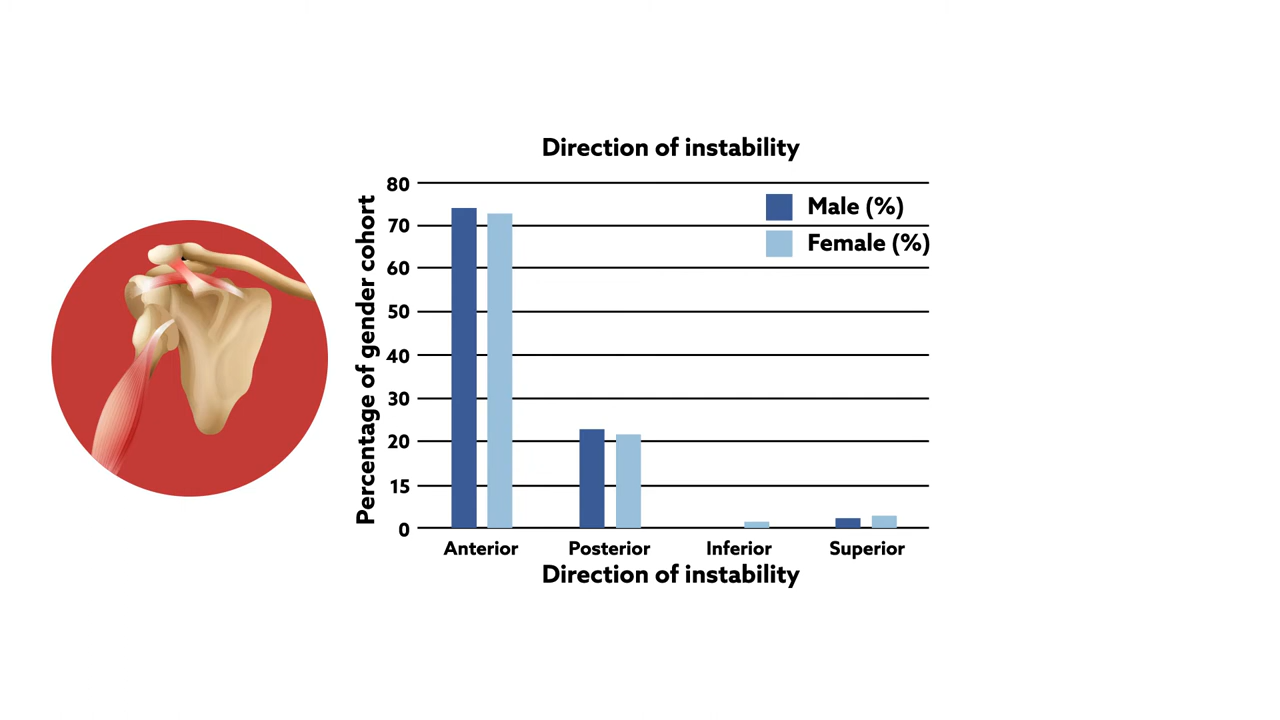 Direction of instability
Percentage of gender cohort
80
70
60
50
40
30
20
15
0
Male (%)
Female (%)
Anterior Posterior Inferior Superior
Direction of instability